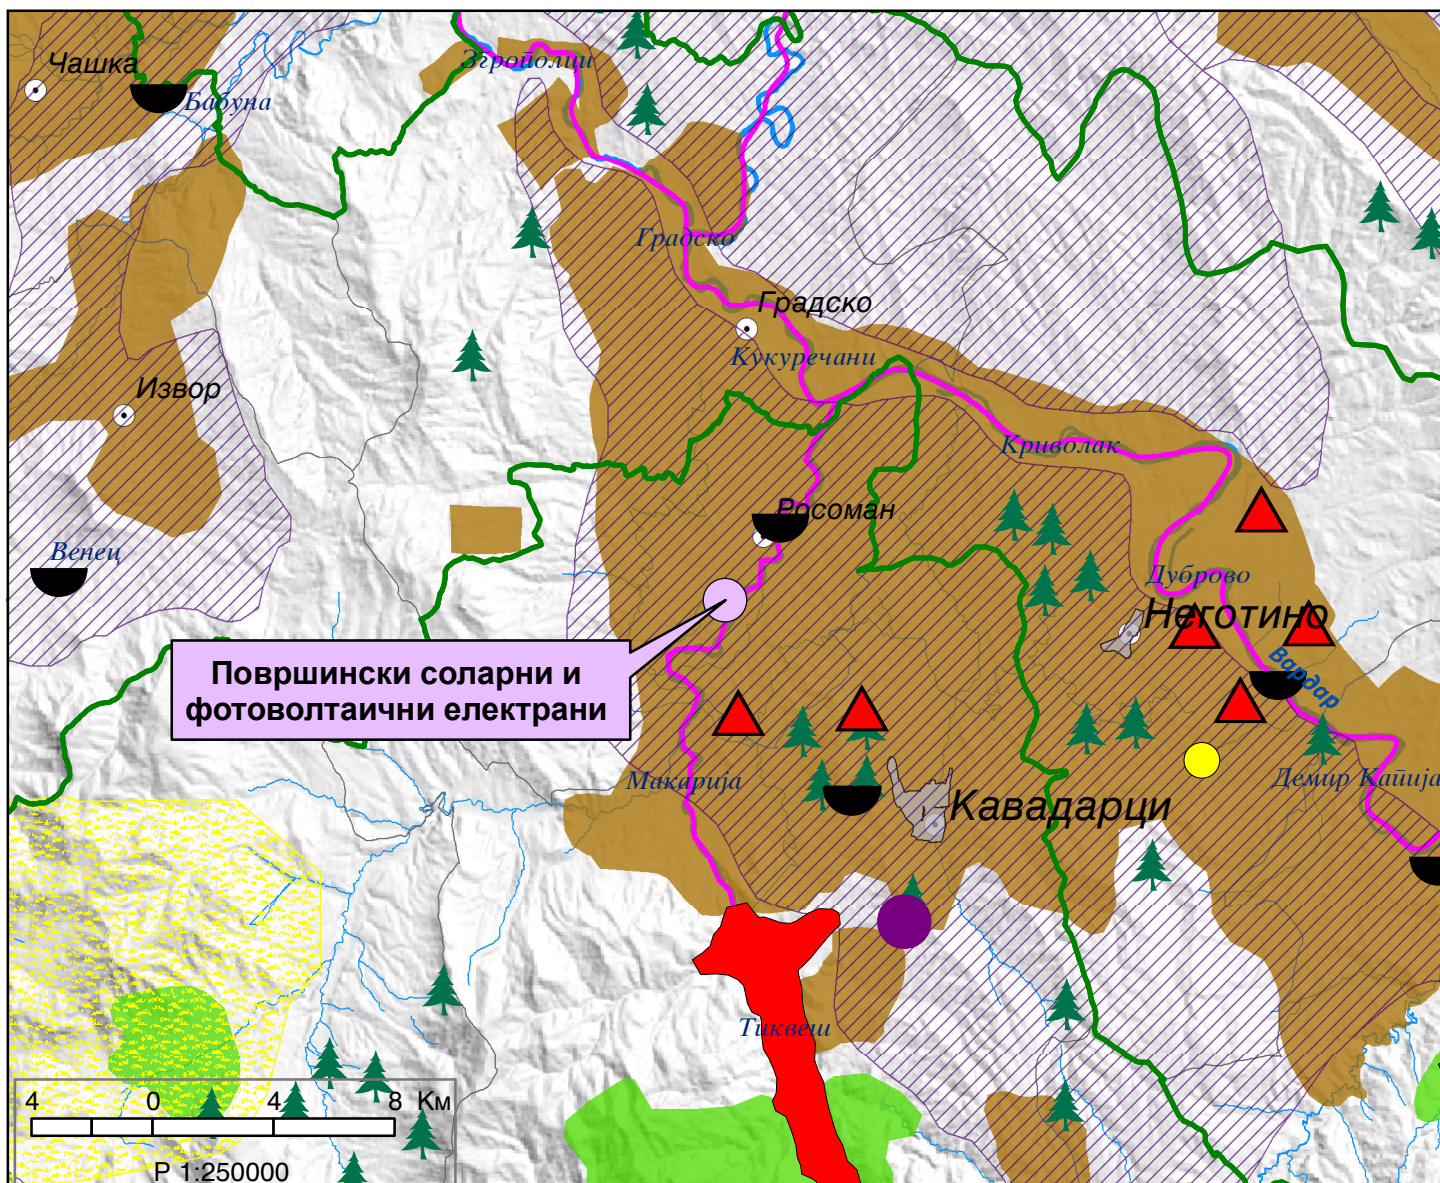 Чашка
Бабуна
Згрополци
Градско
Градско
Кукуречани
Извор
Криволак
Росоман
Венец
Дуброво
Неготино
Вардар
Површински соларни и
фотоволтаични електрани
Макарија
Кавадарци
Демир Капија
Тиквеш
4 0 4 8 Км
Р 1:250000